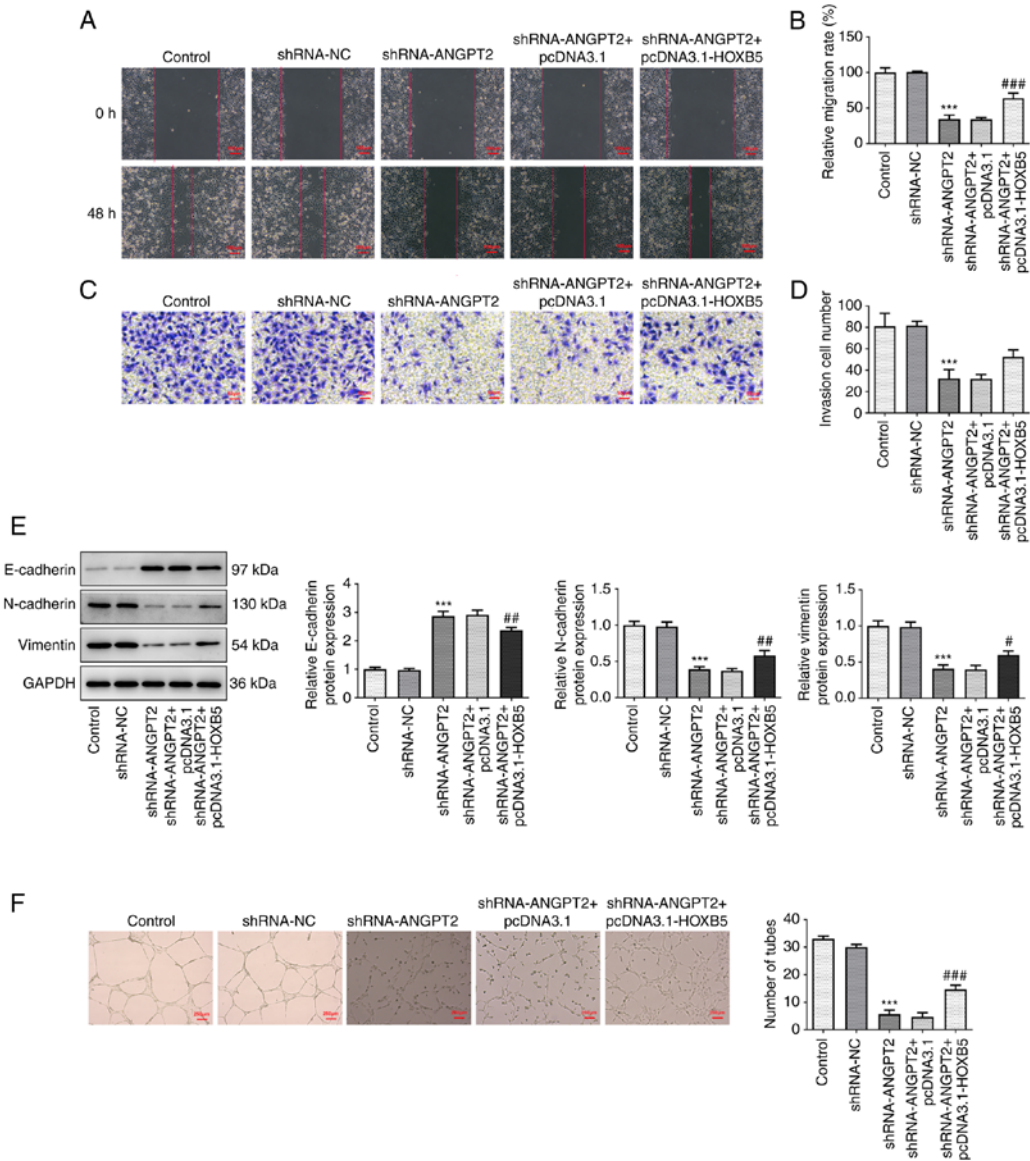 A
Control
shRNA-NC
shRNA-ANGPT2
shRNA-ANGPT2+
pcDNA3.1
shRNA-ANGPT2+
pcDNA3.1-HOXB5
0 h
48 h
B
Relative migration rate (%)
150
100
50
0
Control
shRNA-NC
shRNA-ANGPT2
shRNA-ANGPT2+
pcDNA3.1
shRNA-ANGPT2+
pcDNA3.1-HOXB5
***
###
C
Control
shRNA-NC
shRNA-ANGPT2
shRNA-ANGPT2+
pcDNA3.1
shRNA-ANGPT2+
pcDNA3.1-HOXB5
D
Invasion cell number
100
80
60
40
20
0
***
Control
shRNA-NC
shRNA-ANGPT2
shRNA-ANGPT2+
pcDNA3.1
shRNA-ANGPT2+
pcDNA3.1-HOXB5
E
E-cadherin
97 kDa
N-cadherin
130 kDa
Vimentin
54 kDa
GAPDH
36 kDa
Control
shRNA-NC
shRNA-ANGPT2
shRNA-ANGPT2+
pcDNA3.1
shRNA-ANGPT2+
pcDNA3.1-HOXB5
Relative E-cadherin
protein expression
4
3
2
1
0
***
##
Control
shRNA-NC
shRNA-ANGPT2
shRNA-ANGPT2+
pcDNA3.1
shRNA-ANGPT2+
pcDNA3.1-HOXB5
Relative N-cadherin
protein expression
1.5
1.0
0.5
0.0
***
##
Control
shRNA-NC
shRNA-ANGPT2
shRNA-ANGPT2+
pcDNA3.1
shRNA-ANGPT2+
pcDNA3.1-HOXB5
Relative vimentin
protein expression
1.5
1.0
0.5
0.0
***
#
Control
shRNA-NC
shRNA-ANGPT2
shRNA-ANGPT2+
pcDNA3.1
shRNA-ANGPT2+
pcDNA3.1-HOXB5
F
Control
shRNA-NC
shRNA-ANGPT2
shRNA-ANGPT2+
pcDNA3.1
shRNA-ANGPT2+
pcDNA3.1-HOXB5
Number of tubes
40
30
20
10
0
***
###
Control
shRNA-NC
shRNA-ANGPT2
shRNA-ANGPT2+
pcDNA3.1
shRNA-ANGPT2+
pcDNA3.1-HOXB5